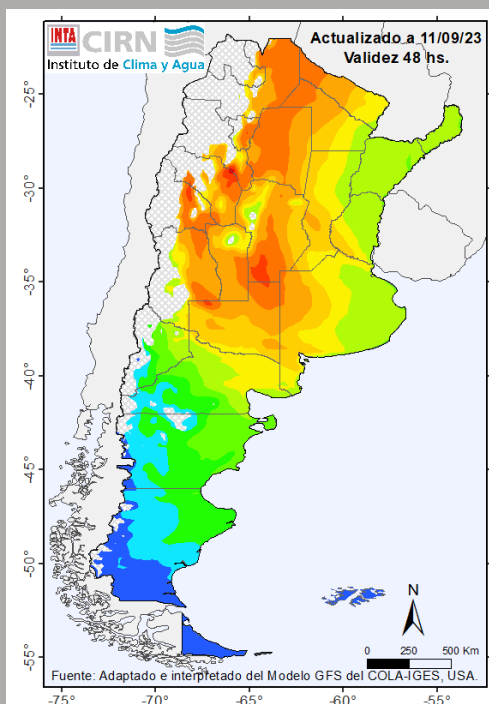 INTA CIRN
Instituto de Clima y Agua
Actualizado a 11/09/23
Validez 48 hs.
-25°
-30°
-35°
-40°
-45°
-50°
-55°
N
0 250 500 Km
Fuente: Adaptado e interpretado del Modelo GFS del COLA-IGES, USA.
-75° -70° -65° -60° -55°